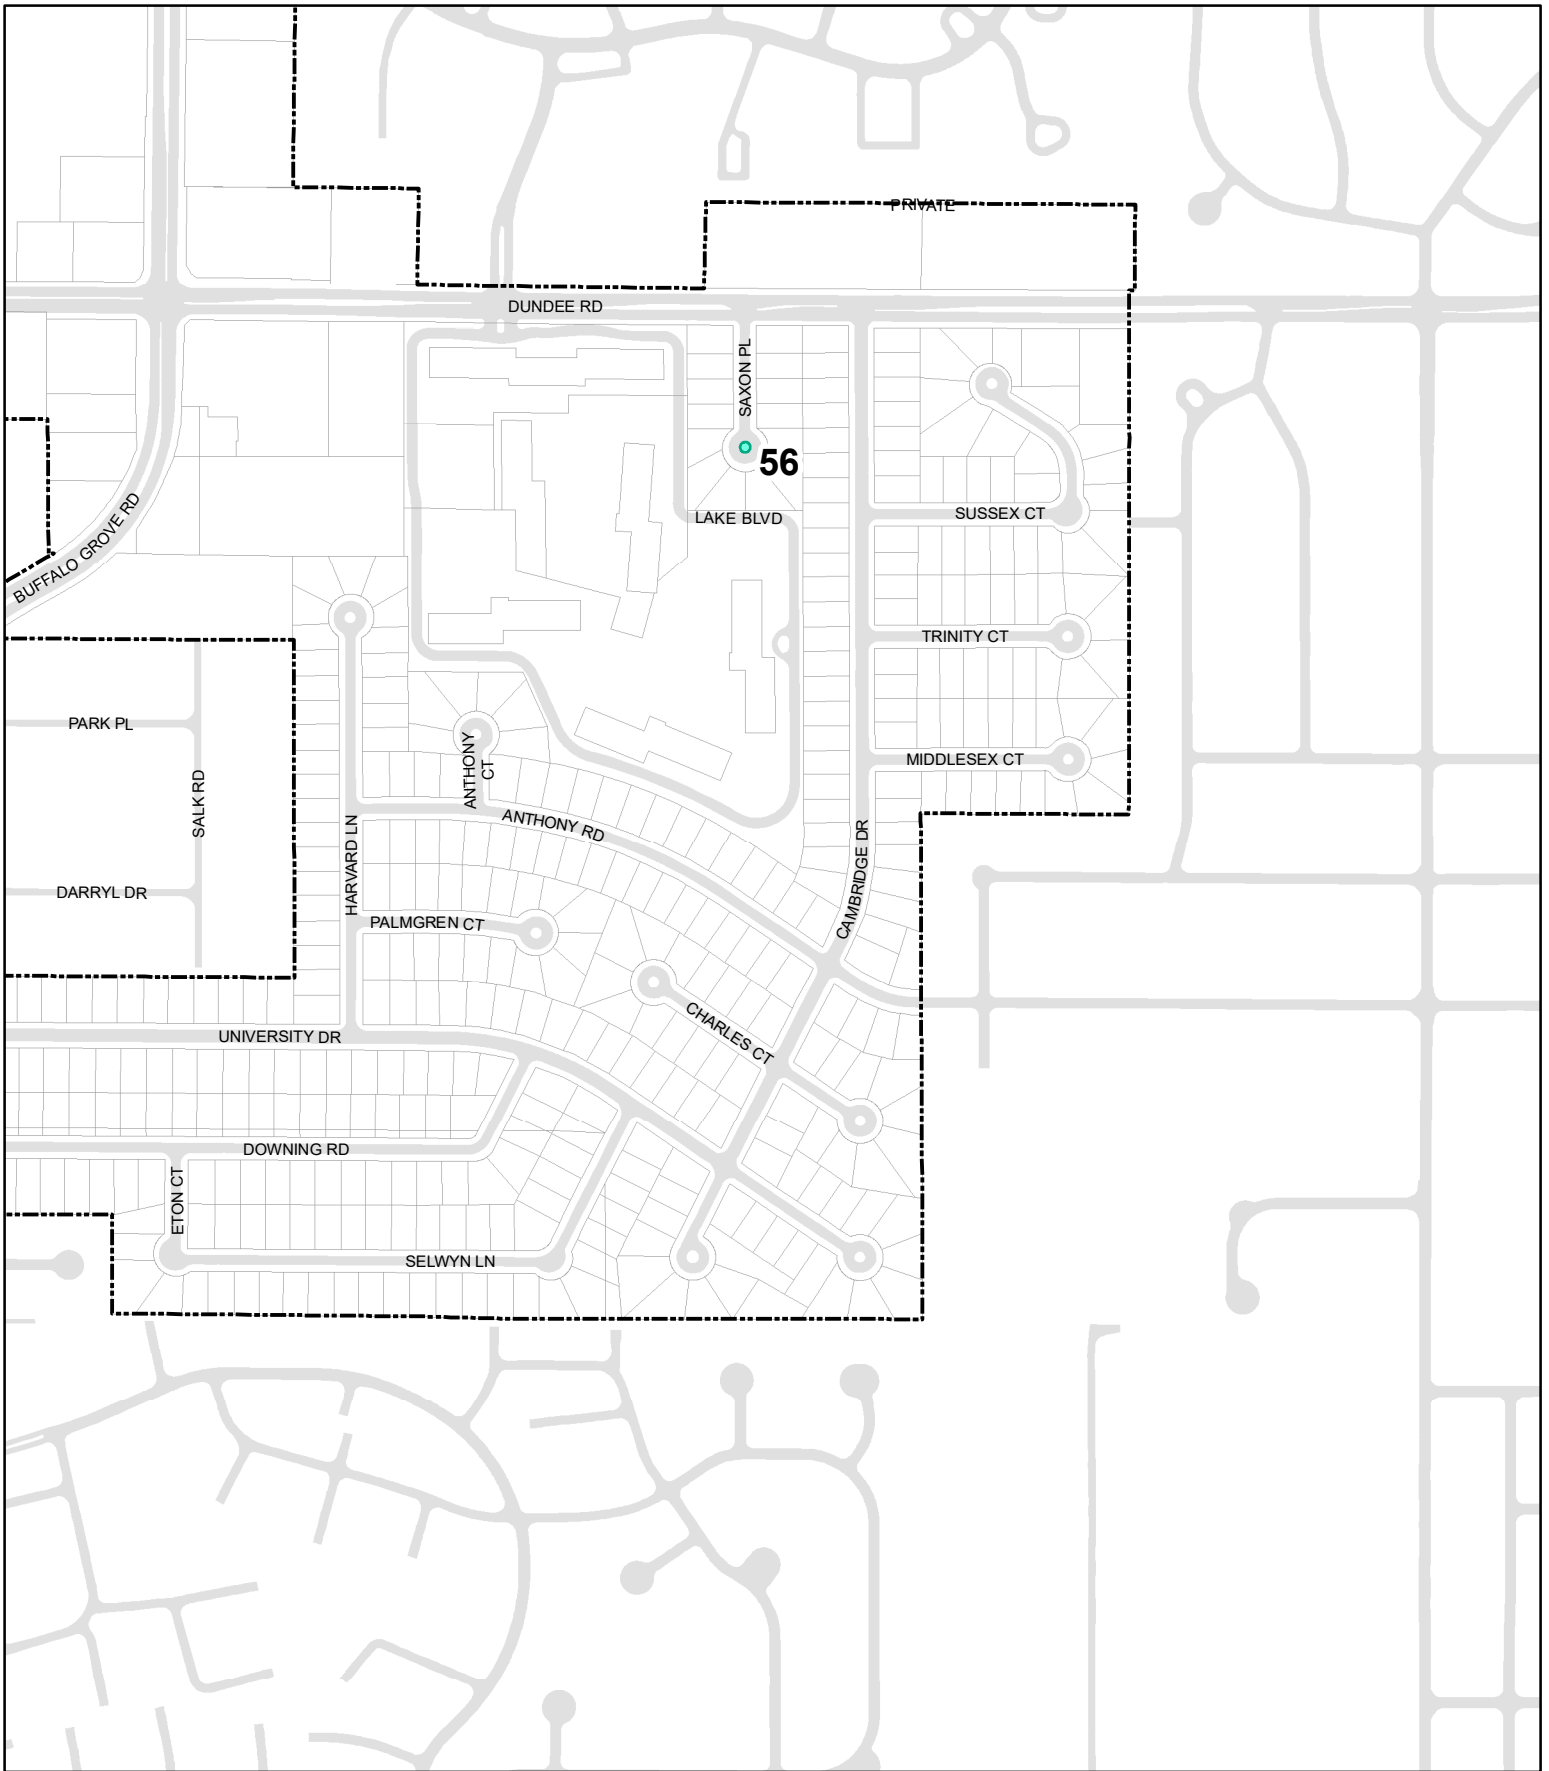 PRIVATE
DUNDEE RD
SAXON PL
56
BUFFALO GROVE RD
LAKE BLVD
SUSSEX CT
TRINITY CT
PARK PL
MIDDLESEX CT
ANTHONY
CT
SALK RD
ANTHONY RD
HARVARD LN
CAMBRIDGE DR
DARRYL DR
PALMGREN CT
CHARLES CT
UNIVERSITY DR
DOWNING RD
ETON CT
SELWYN LN